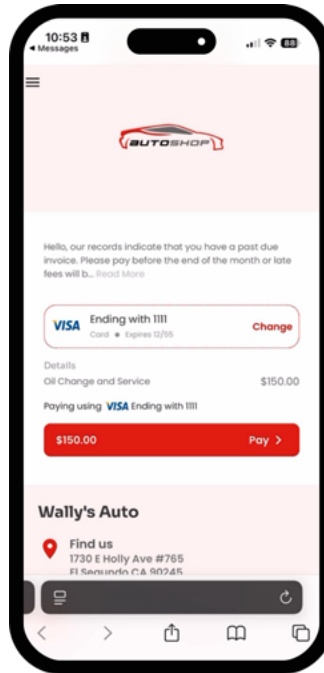 10:53
88
Messages
AUTOSHOP
Hello, our records indicate that you have a past due
invoice. Please pay before the end of the month or late
fees will b... Read More
VISA
Ending with 1111
Card • Expires 12/55
Change
Details
Oil Change and Service
$150.00
Paying using VISA Ending with 1111
$150.00
Pay >
Wally's Auto
Find us
1730 E Holly Ave #765
El Segundo CA 90245